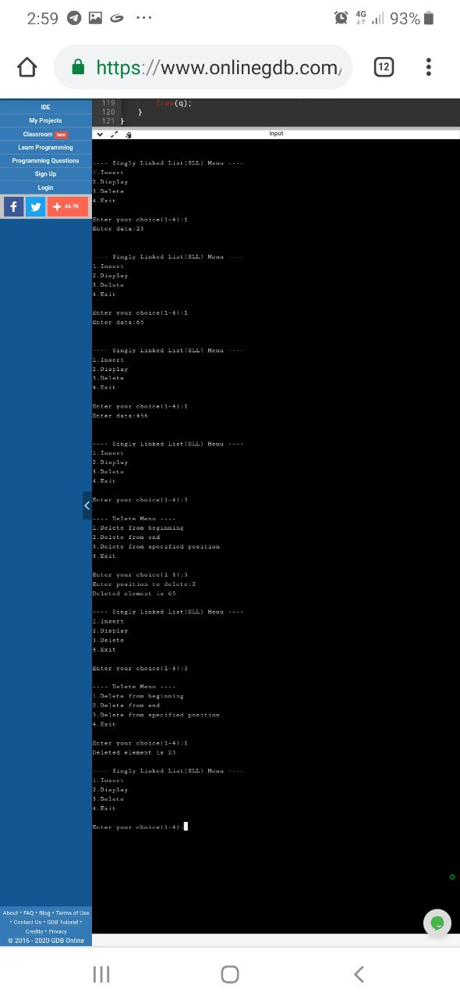 2:59
4G
93%
https://www.onlinegdb.com/
12
IDE
My Projects
Classroom new
Learn Programming
Programming Questions
Sign Up
Login
f
+ 44.7K
119 free(q);
120 }
121 }
input
---- Singly Linked List(SLL) Menu ----
1.Insert
2.Display
3.Delete
4.Exit
Enter your choice(1-4):1
Enter data:23
---- Singly Linked List(SLL) Menu ----
1.Insert
2.Display
3.Delete
4.Exit
Enter your choice(1-4):1
Enter data:65
---- Singly Linked List(SLL) Menu ----
1.Insert
2.Display
3.Delete
4.Exit
Enter your choice(1-4):1
Enter data:456
---- Singly Linked List(SLL) Menu ----
1.Insert
2.Display
3.Delete
4.Exit
Enter your choice(1-4):3
---- Delete Menu ----
1.Delete from beginning
2.Delete from end
3.Delete from specified position
4.Exit
Enter your choice(1-4):3
Enter position to delete:2
Deleted element is 65
---- Singly Linked List(SLL) Menu ----
1.Insert
2.Display
3.Delete
4.Exit
Enter your choice(1-4):3
---- Delete Menu ----
1.Delete from beginning
2.Delete from end
3.Delete from specified position
4.Exit
Enter your choice(1-4):1
Deleted element is 23
---- Singly Linked List(SLL) Menu ----
1.Insert
2.Display
3.Delete
4.Exit
Enter your choice(1-4):
About • FAQ • Blog • Terms of Use
• Contact Us • GDB Tutorial •
Credits • Privacy
© 2016 - 2020 GDB Online